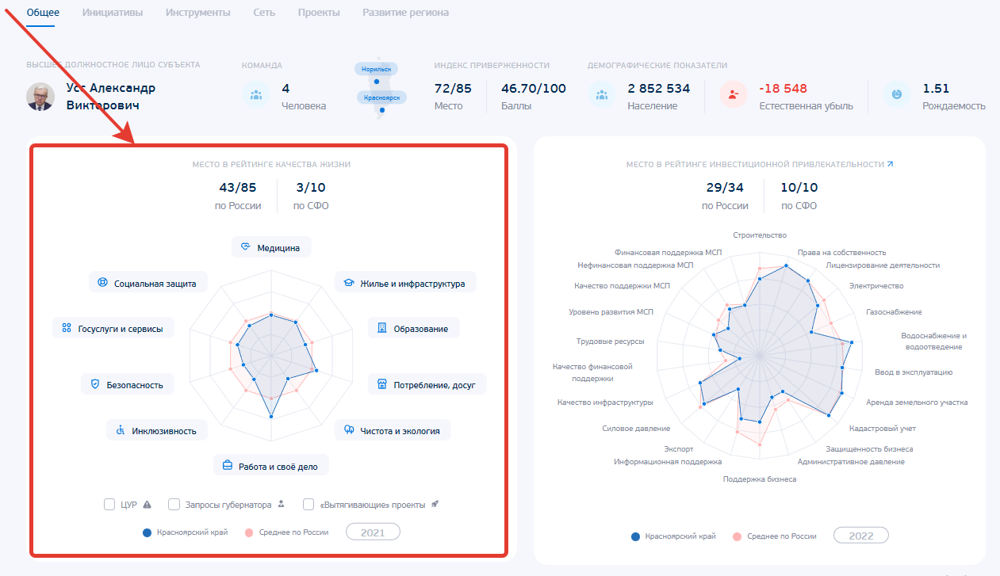 Общее Инициативы Инструменты Сеть Проекты Развитие региона
ВЫСШЕЕ ДОЛЖНОСТНОЕ ЛИЦО СУБЪЕКТА
Усс Александр
Викторович
КОМАНДА
4
Человека
Норильск
Красноярск
ИНДЕКС ПРИВЕРЖЕННОСТИ
72/85 46.70/100
Место Баллы
ДЕМОГРАФИЧЕСКИЕ ПОКАЗАТЕЛИ
2 852 534 -18 548 1.51
Население Естественная убыль Рождаемость
МЕСТО В РЕЙТИНГЕ КАЧЕСТВА ЖИЗНИ
43/85 3/10
по России по СФО
Медицина
Социальная защита Жилье и инфраструктура
Госуслуги и сервисы Образование
Безопасность Потребление, досуг
Инклюзивность Чистота и экология
Работа и своё дело
ЦУР Запросы губернатора «Вытягивающие» проекты
Красноярский край Среднее по России 2021
МЕСТО В РЕЙТИНГЕ ИНВЕСТИЦИОННОЙ ПРИВЛЕКАТЕЛЬНОСТИ
29/34 10/10
по России по СФО
Строительство
Финансовая поддержка МСП Права на собственность
Нефинансовая поддержка МСП Лицензирование деятельности
Качество поддержки МСП Электричество
Уровень развития МСП Газоснабжение
Трудовые ресурсы Водоснабжение и
водоотведение
Качество финансовой
поддержки Ввод в эксплуатацию
Качество инфраструктуры Аренда земельного участка
Силовое давление Кадастровый учет
Экспорт Защищенность бизнеса
Информационная поддержка Административное давление
Поддержка бизнеса
Красноярский край Среднее по России 2022